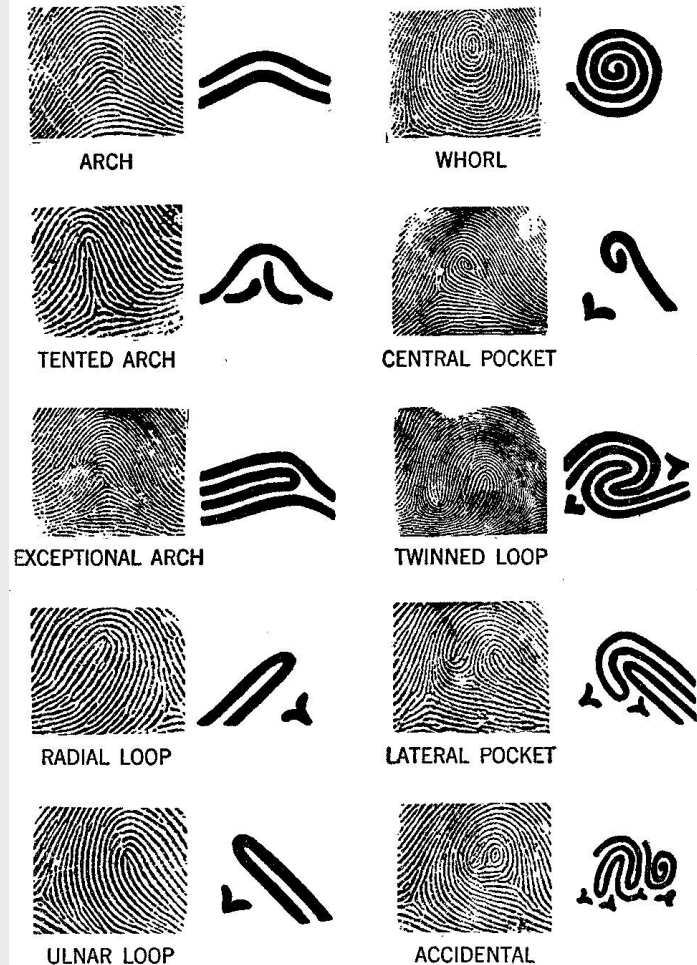 ARCH
WHORL
TENTED ARCH
CENTRAL POCKET
EXCEPTIONAL ARCH
TWINNED LOOP
RADIAL LOOP
LATERAL POCKET
ULNAR LOOP
ACCIDENTAL